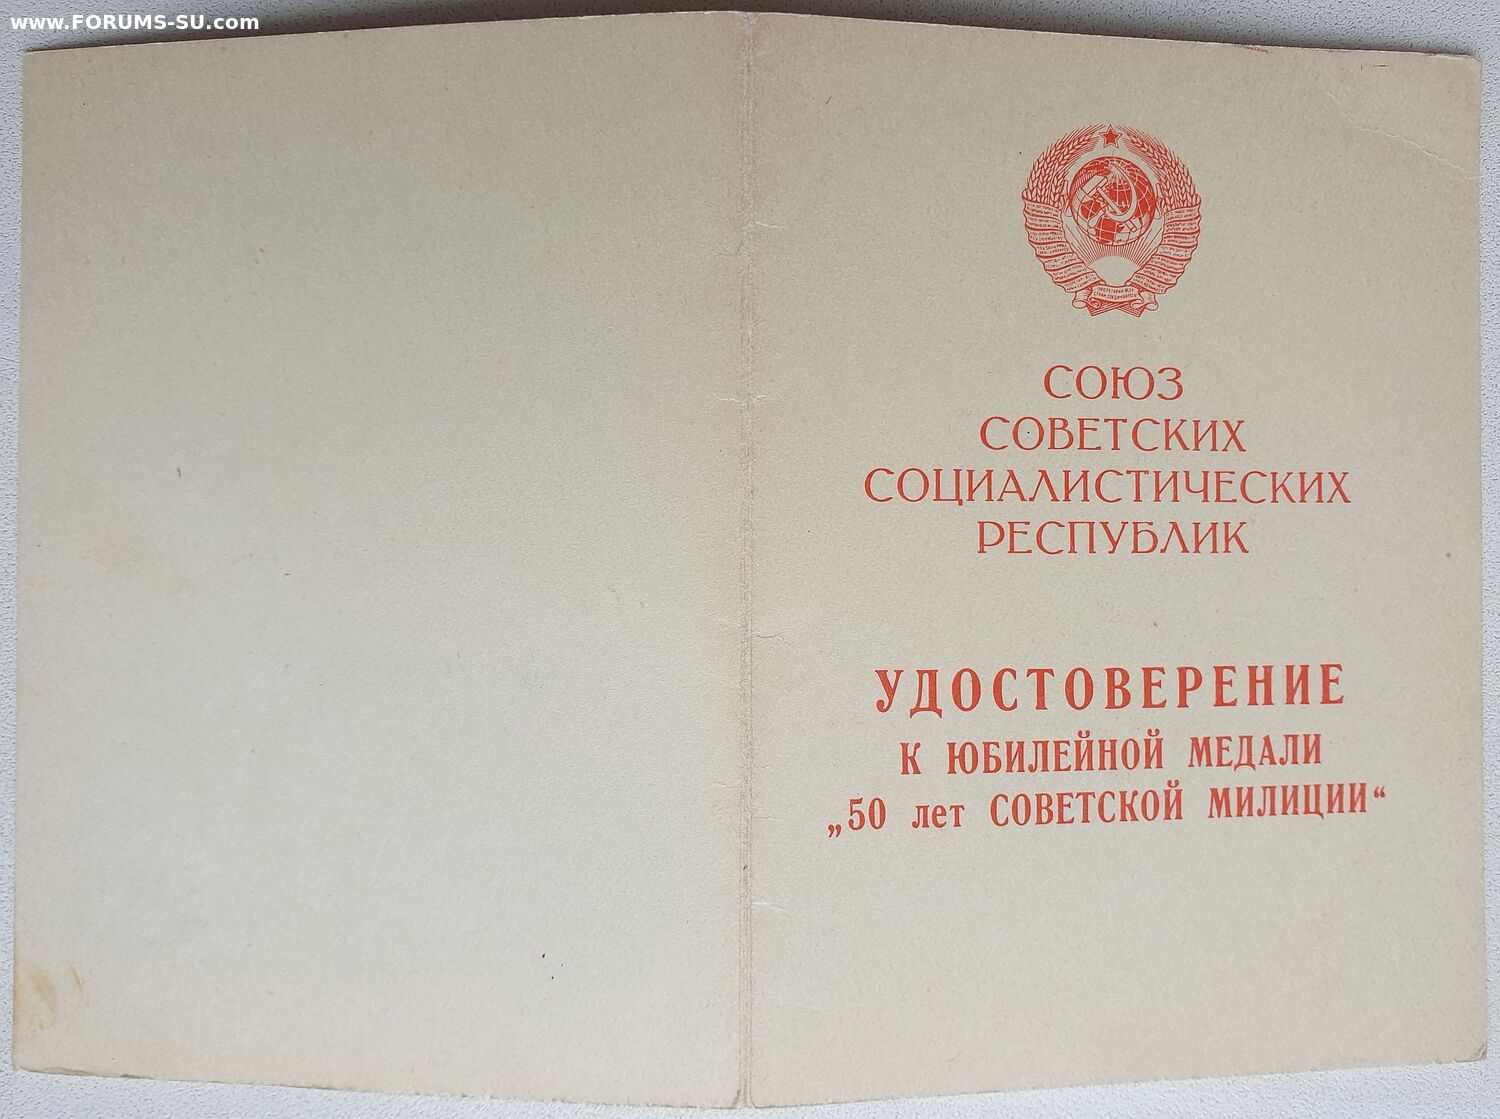 www.FORUMS-SU.com
СОЮЗ
СОВЕТСКИХ
СОЦИАЛИСТИЧЕСКИХ
РЕСПУБЛИК
УДОСТОВЕРЕНИЕ
К ЮБИЛЕЙНОЙ МЕДАЛИ
„50 лет СОВЕТСКОЙ МИЛИЦИИ“